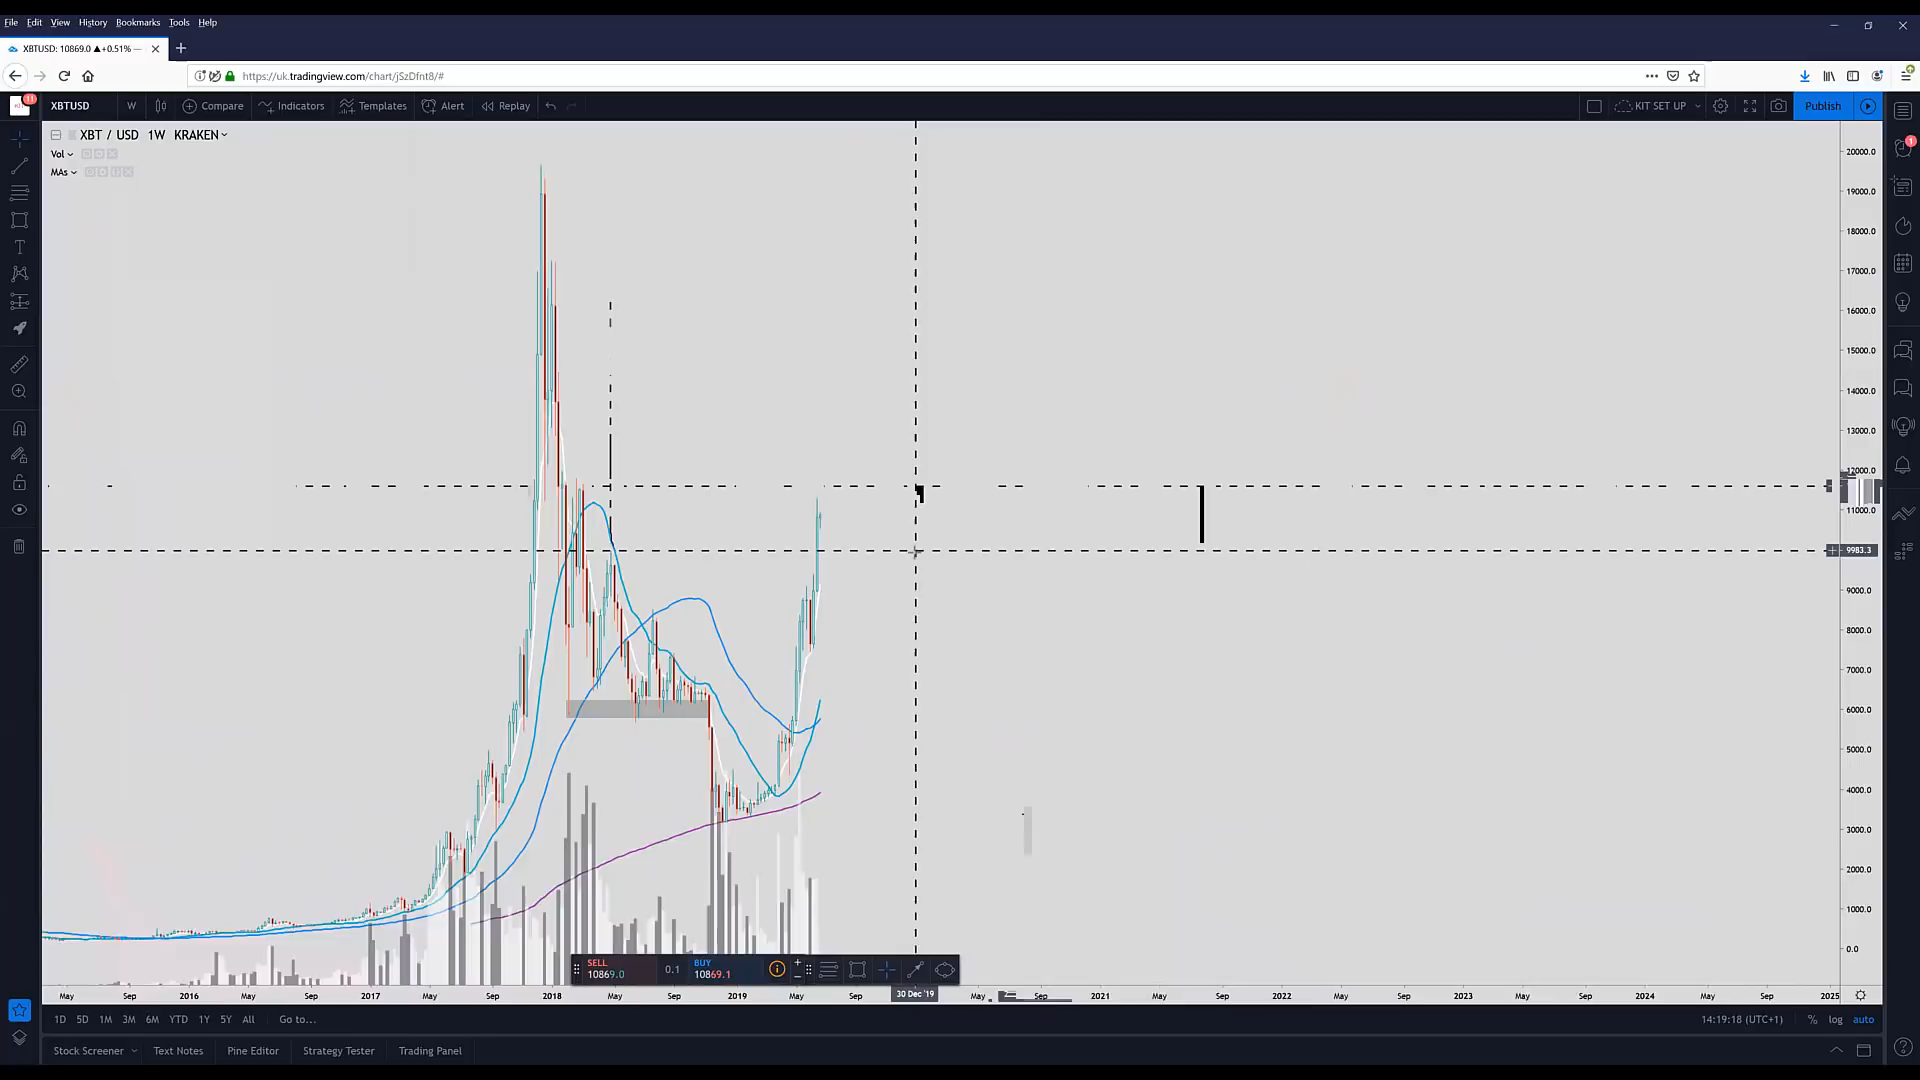 File Edit View History Bookmarks Tools Help
XBTUSD: 10869.0 ▲+0.51% —
https://uk.tradingview.com/chart/jSzDfnt8/#
11 XBTUSD W Compare Indicators Templates Alert Replay KIT SET UP Publish
XBT / USD 1W KRAKEN
Vol
MAs
1
20000.0
19000.0
18000.0
17000.0
16000.0
15000.0
14000.0
13000.0
12000.0
11000.0
9983.3
9000.0
8000.0
7000.0
6000.0
5000.0
4000.0
3000.0
2000.0
1000.0
0.0
SELL 10869.0 0.1 BUY 10869.1
May Sep 2016 May Sep 2017 May Sep 2018 May Sep 2019 May Sep 30 Dec '19 May Sep 2021 May Sep 2022 May Sep 2023 May Sep 2024 May Sep 2025
1D 5D 1M 3M 6M YTD 1Y 5Y All Go to... 14:19:18 (UTC+1) % log auto
Stock Screener Text Notes Pine Editor Strategy Tester Trading Panel